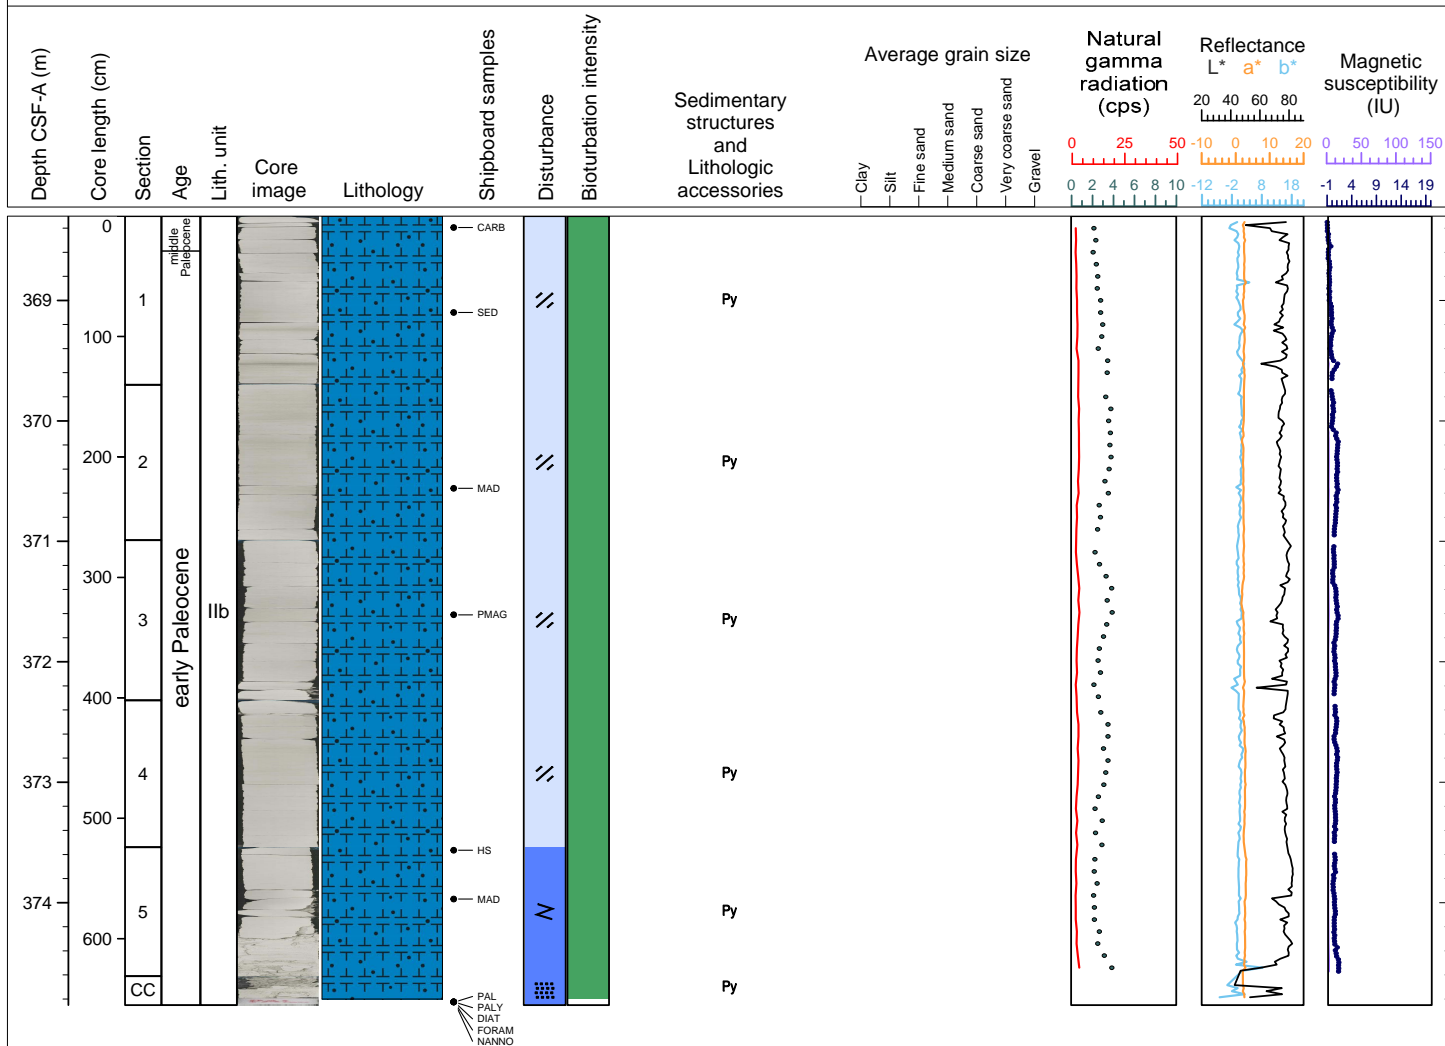 Depth CSF-A (m)
Core length (cm)
Section
Age
Lith. unit
Core
image
Lithology
Shipboard samples
Disturbance
Bioturbation intensity
Sedimentary
structures
and
Lithologic
accessories
Average grain size
Clay
Silt
Fine sand
Medium sand
Coarse sand
Very coarse sand
Gravel
Natural
gamma
radiation
(cps)
0 25 50
0 2 4 6 8 10
Reflectance
L* a* b*
20 40 60 80
-10 0 10 20
-12 -2 8 18
Magnetic
susceptibility
(IU)
0 50 100 150
-1 4 9 14 19
369
370
371
372
373
374
0
100
200
300
400
500
600
1
2
3
4
5
CC
middle
Paleocene
early Paleocene
IIb
CARB
SED
MAD
PMAG
HS
MAD
PAL
PALY
DIAT
FORAM
NANNO
Py
Py
Py
Py
Py
Py